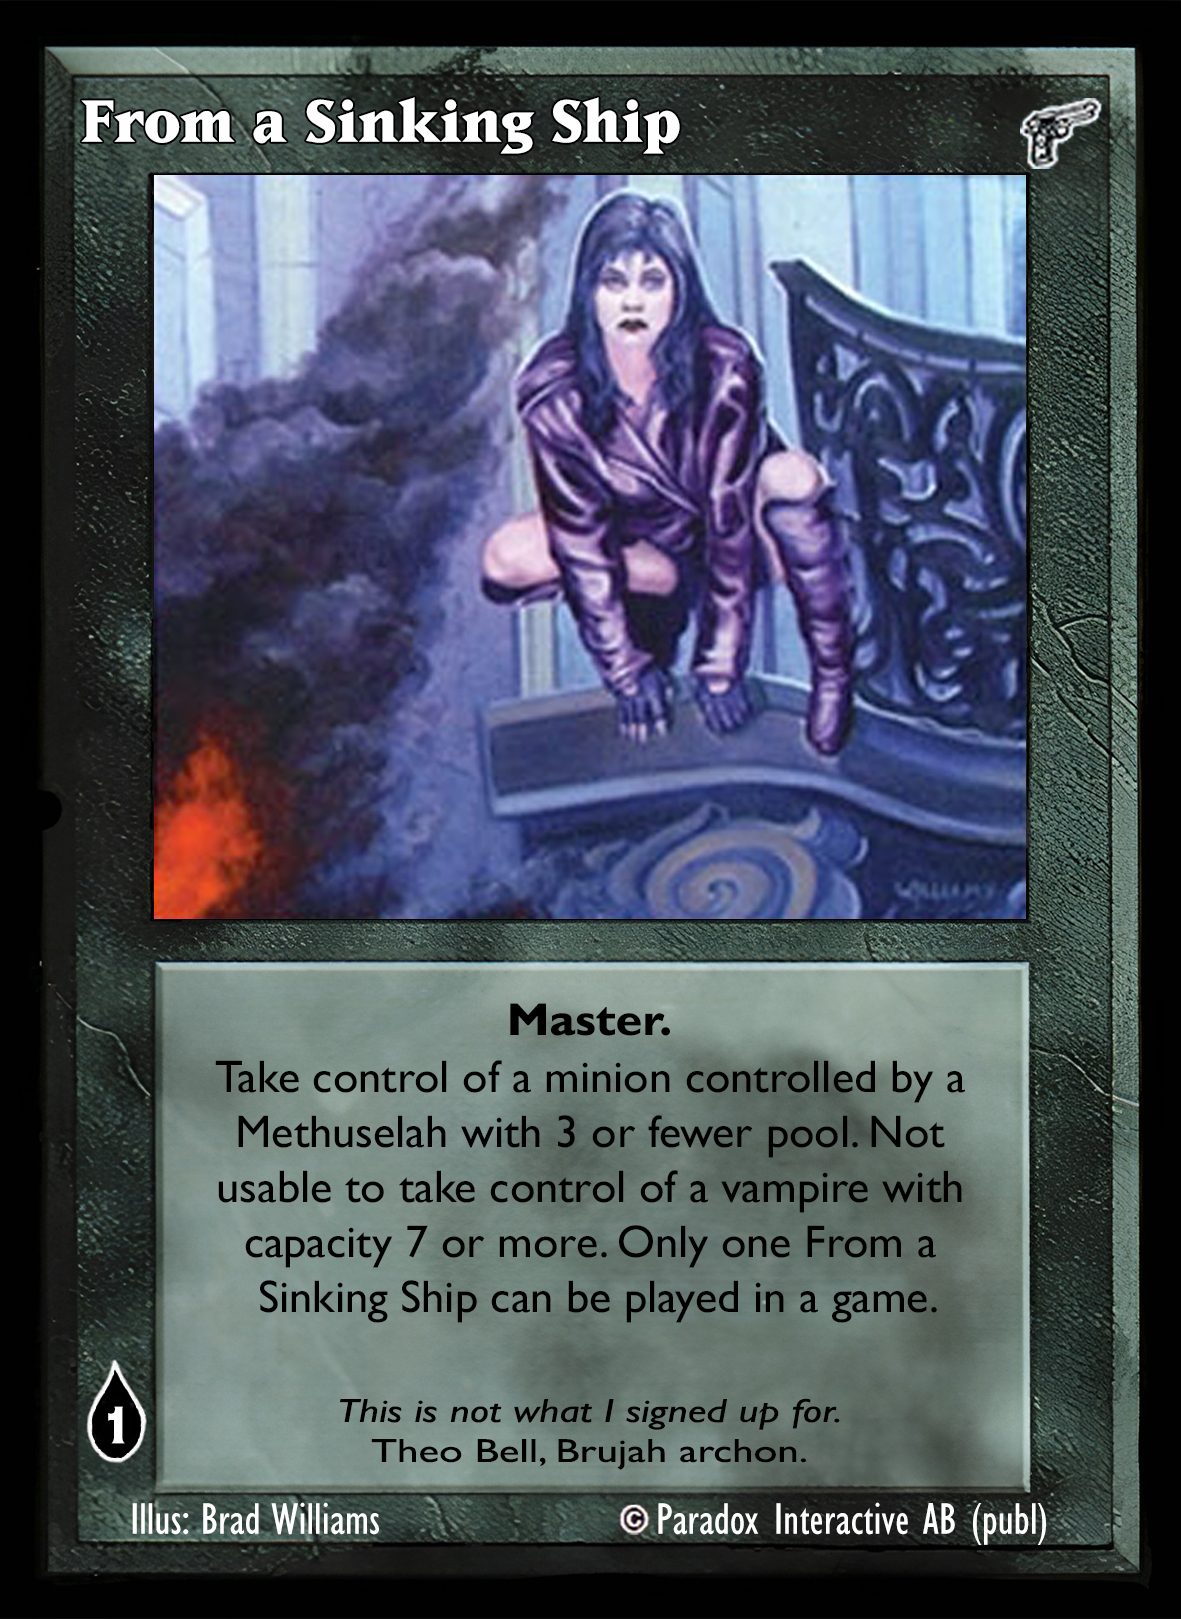 From a Sinking Ship
WILLIAMS
Master.
Take control of a minion controlled by a
Methuselah with 3 or fewer pool. Not
usable to take control of a vampire with
capacity 7 or more. Only one From a
Sinking Ship can be played in a game.
This is not what I signed up for.
Theo Bell, Brujah archon.
1
Illus: Brad Williams © Paradox Interactive AB (publ)